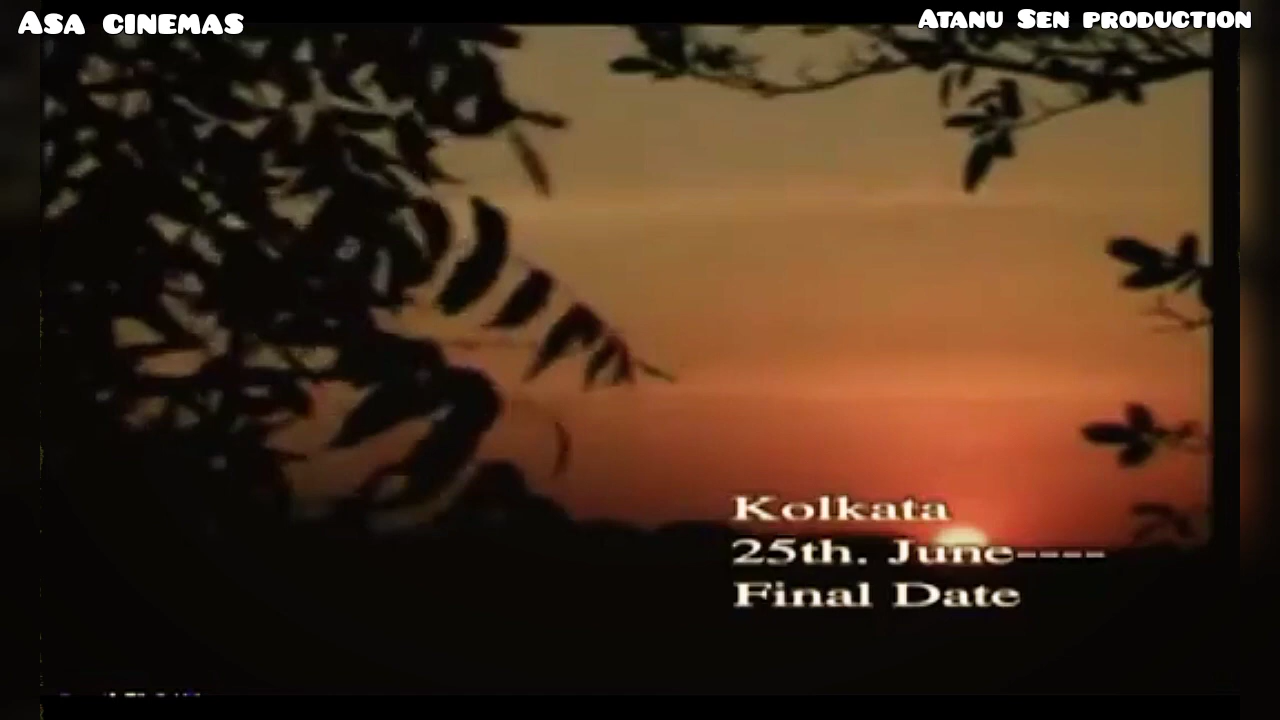 Asa cinemas
Atanu Sen production
Kolkata
25th. June----
Final Date